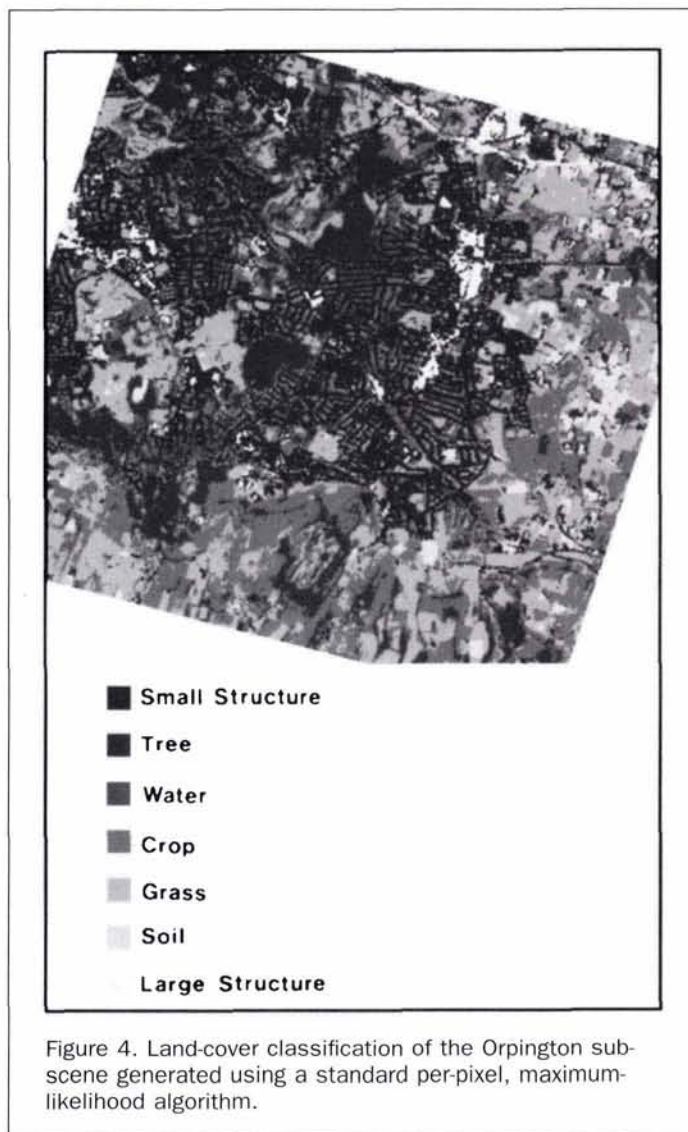 Small Structure
Tree
Water
Crop
Grass
Soil
Large Structure
Figure 4. Land-cover classification of the Orpington sub-
scene generated using a standard per-pixel, maximum-
likelihood algorithm.